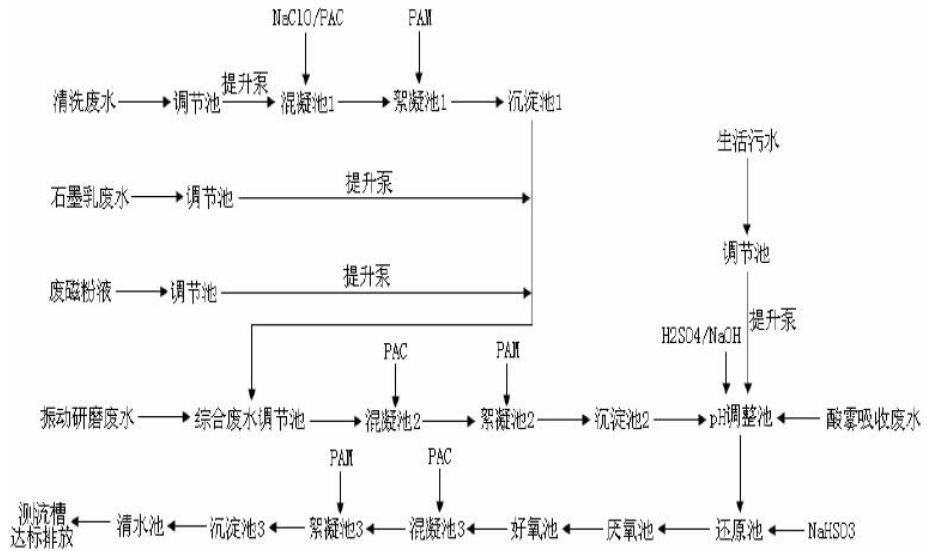 NaClO/PAC
PAM
提升泵
清洗废水
调节池
混凝池1
絮凝池1
沉淀池1
生活污水
提升泵
石墨乳废水
调节池
调节池
提升泵
废磁粉液
调节池
提升泵
H2SO4/NaOH
PAC
PAM
振动研磨废水
综合废水调节池
混凝池2
絮凝池2
沉淀池2
pH调整池
酸雾吸收废水
PAM
PAC
测流槽
达标排放
清水池
沉淀池3
絮凝池3
混凝池3
好氧池
厌氧池
还原池
NaHSO3